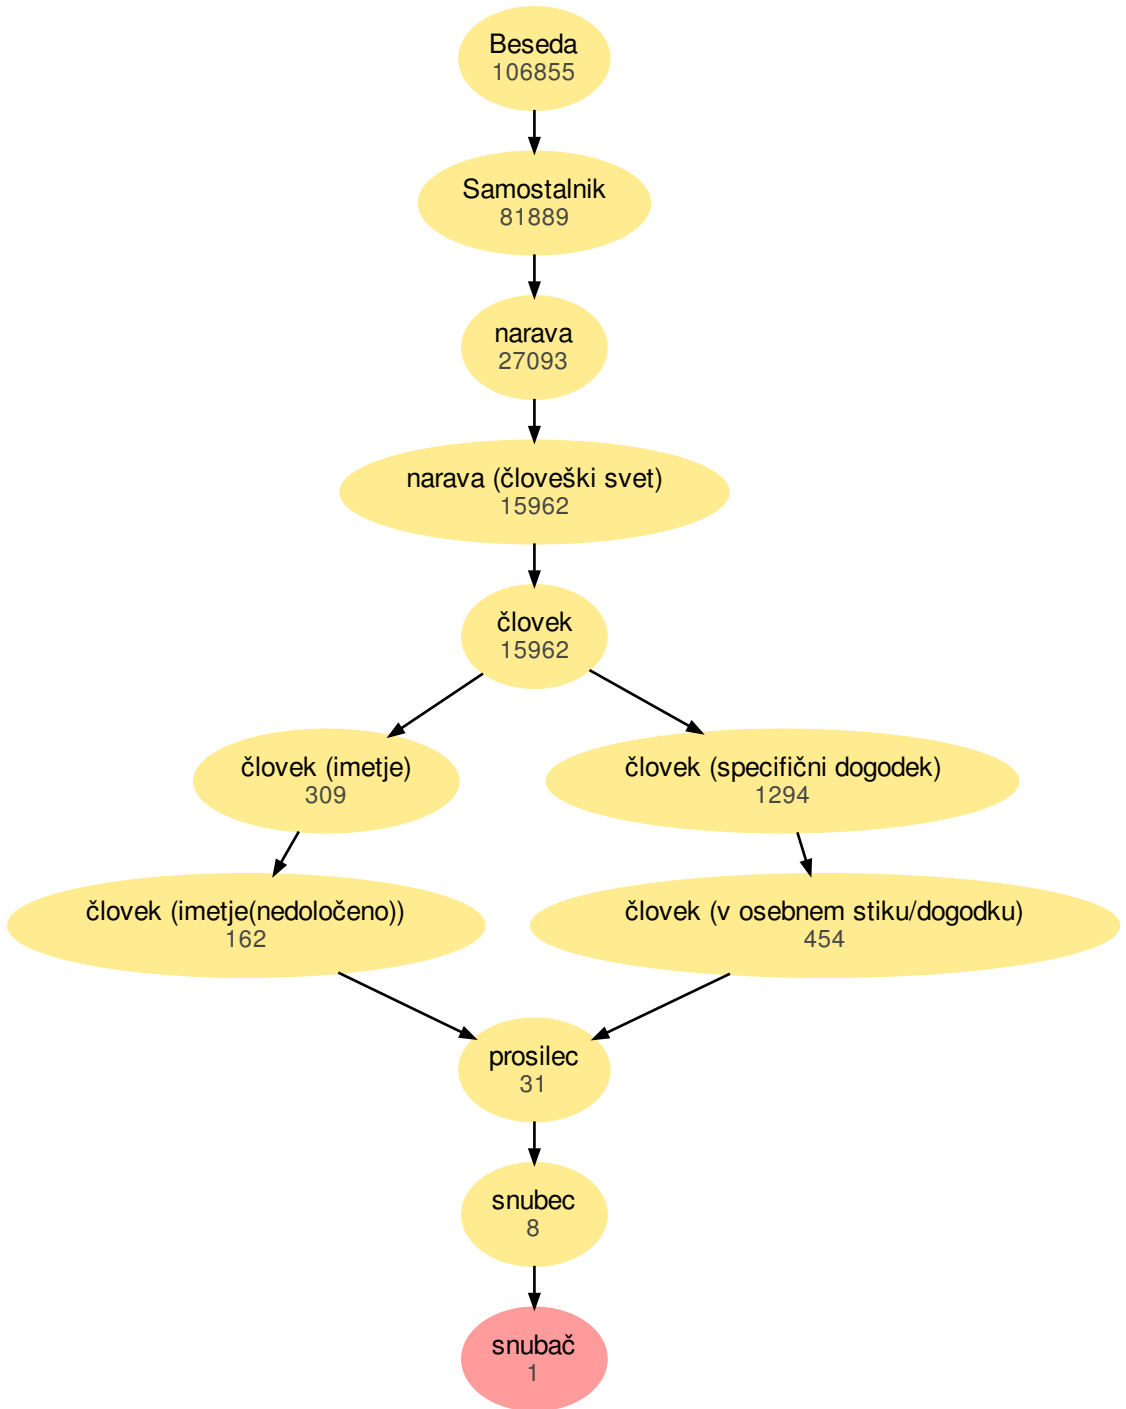 Beseda
106855
Samostalnik
81889
narava
27093
narava (človeški svet)
15962
človek
15962
človek (imetje)
309
človek (specifični dogodek)
1294
človek (imetje(nedoločeno))
162
človek (v osebnem stiku/dogodku)
454
prosilec
31
snubec
8
snubač
1